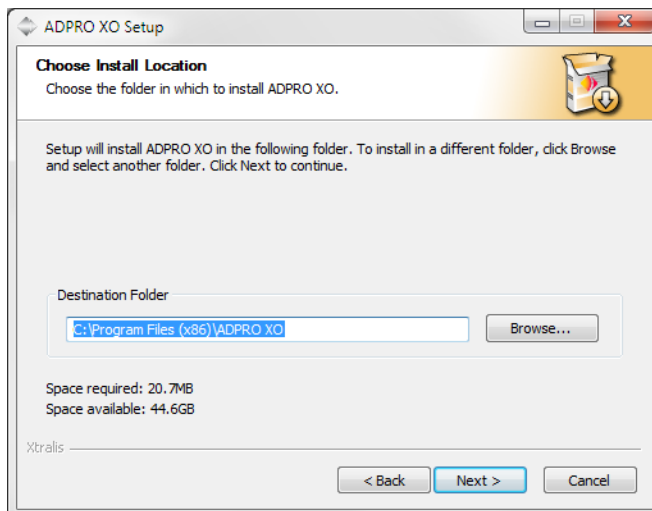 ADPRO XO Setup
Choose Install Location
Choose the folder in which to install ADPRO XO.
Setup will install ADPRO XO in the following folder. To install in a different folder, click Browse
and select another folder. Click Next to continue.
Destination Folder
C:\Program Files (x86)\ADPRO XO
Browse...
Space required: 20.7MB
Space available: 44.6GB
Xtralis
< Back
Next >
Cancel